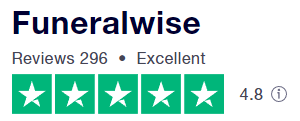 Funeralwise
Reviews 296 • Excellent
4.8